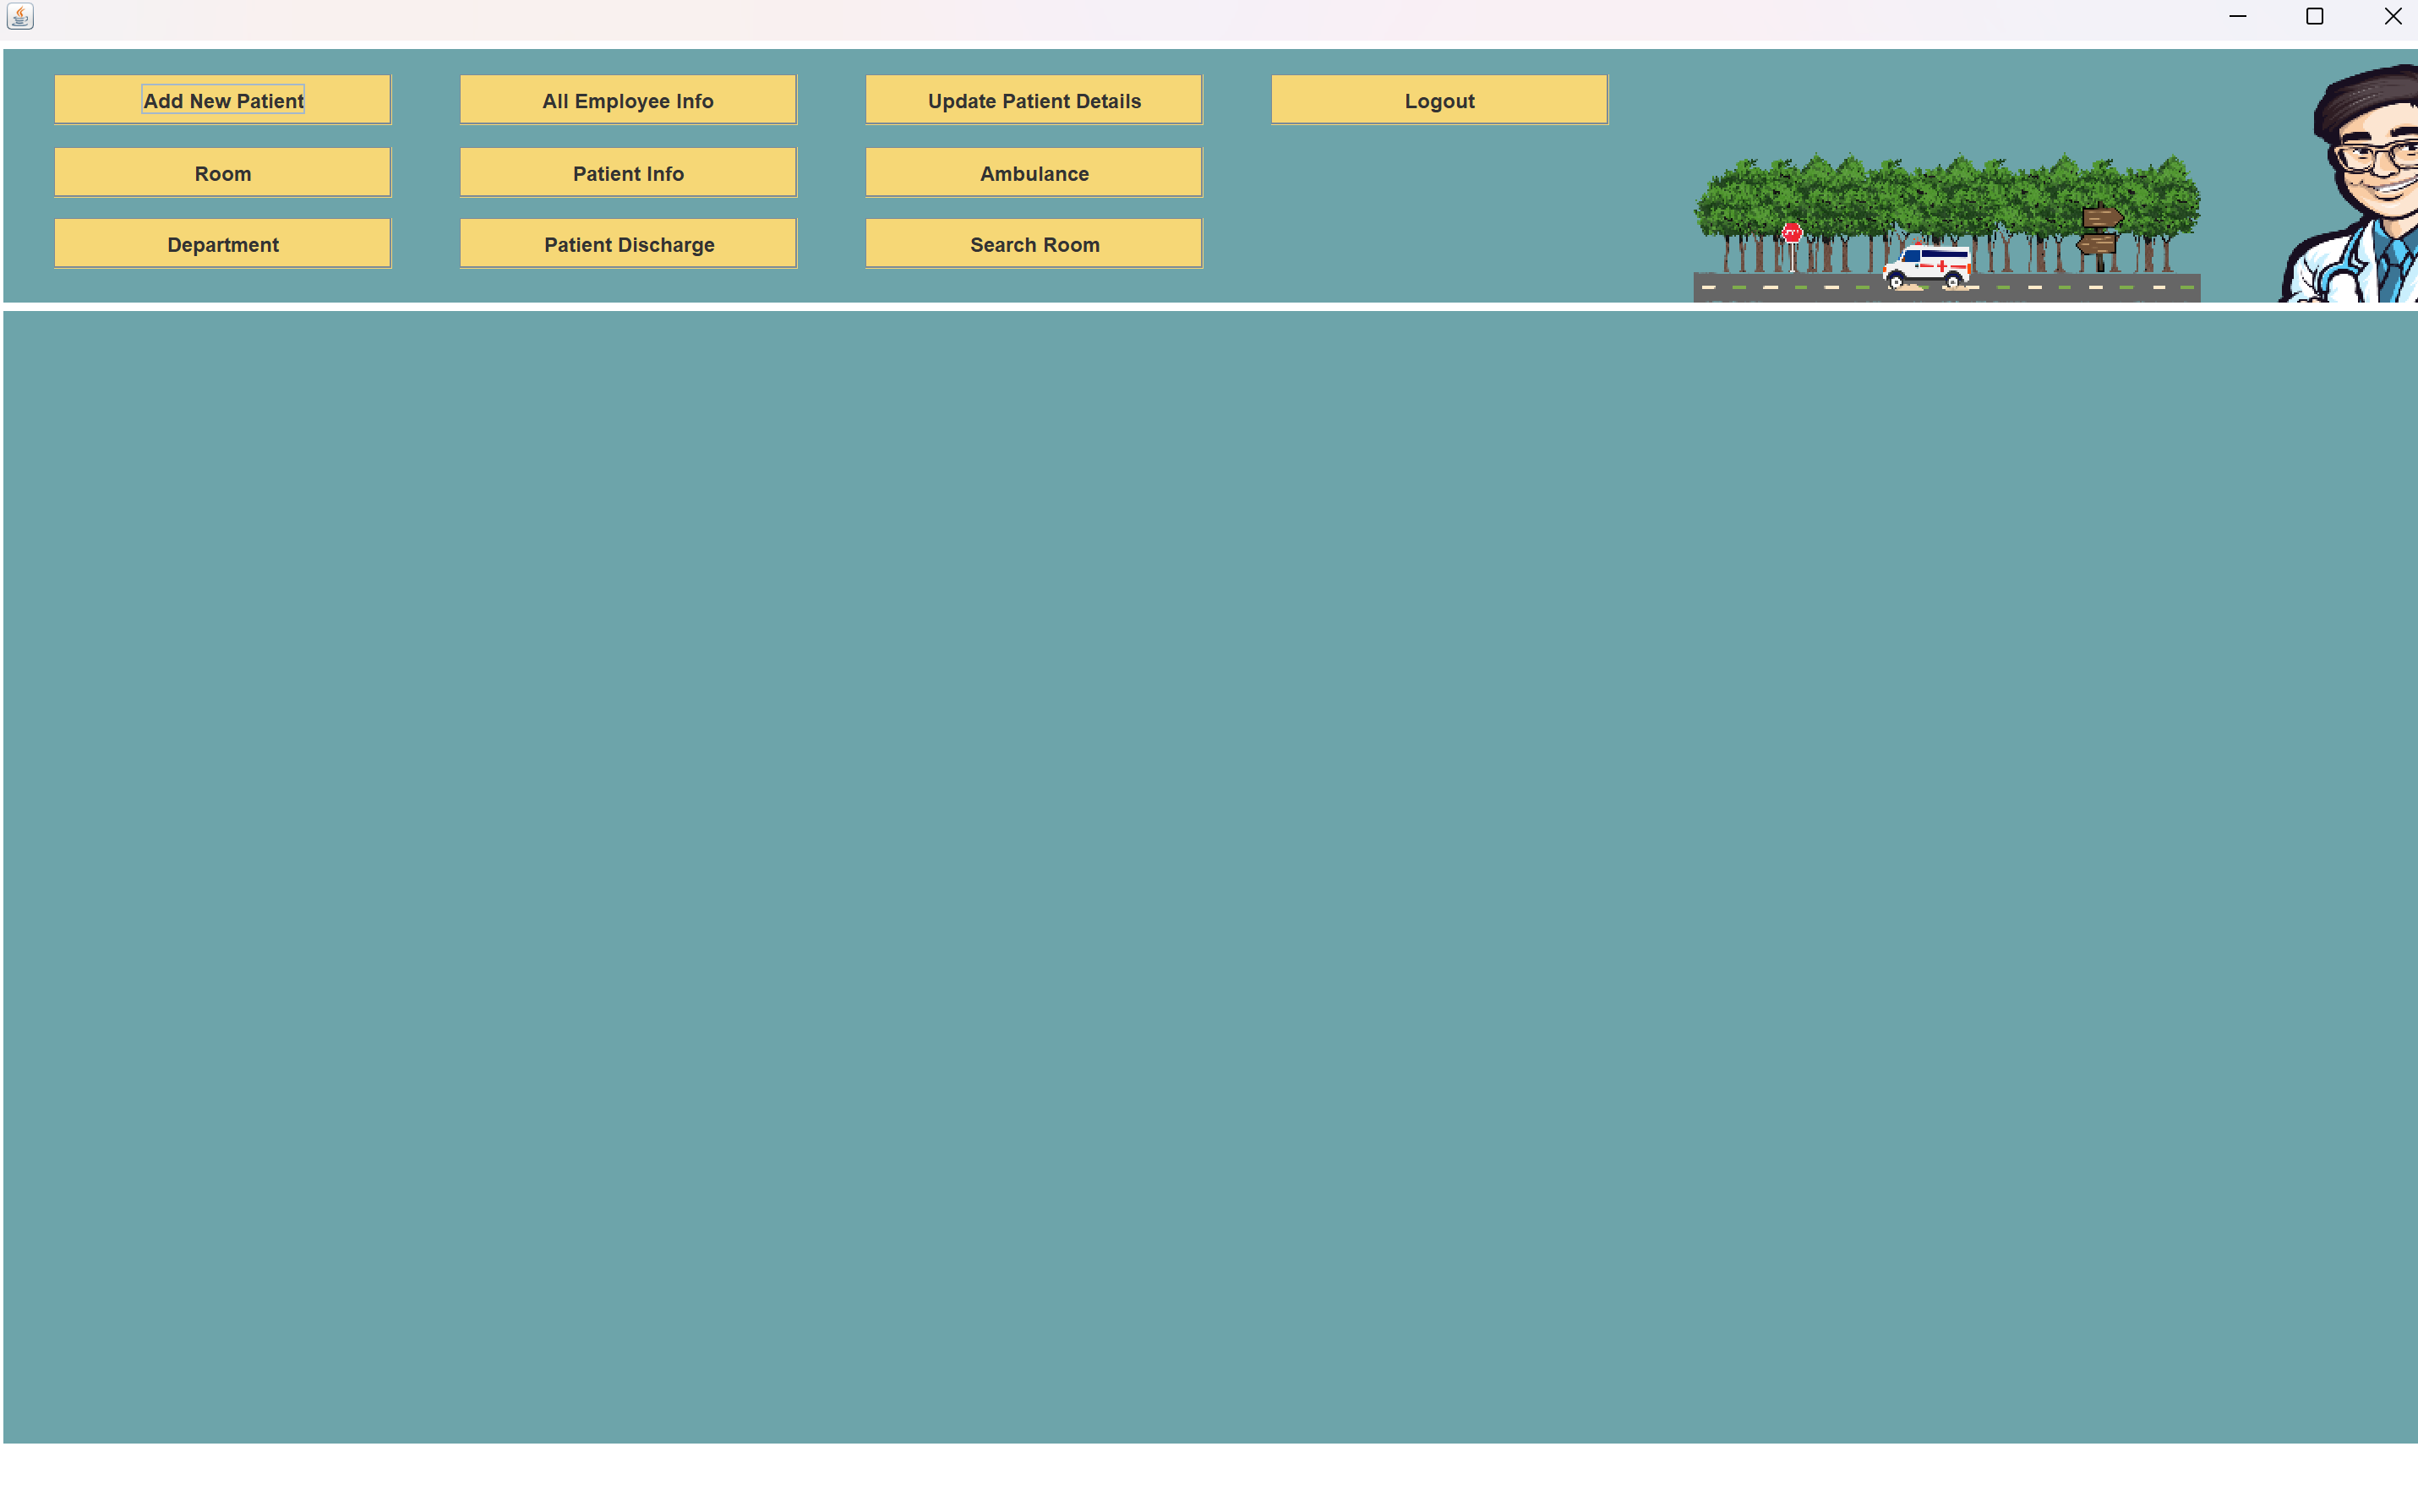 Add New Patient
All Employee Info
Update Patient Details
Logout
Room
Patient Info
Ambulance
Department
Patient Discharge
Search Room